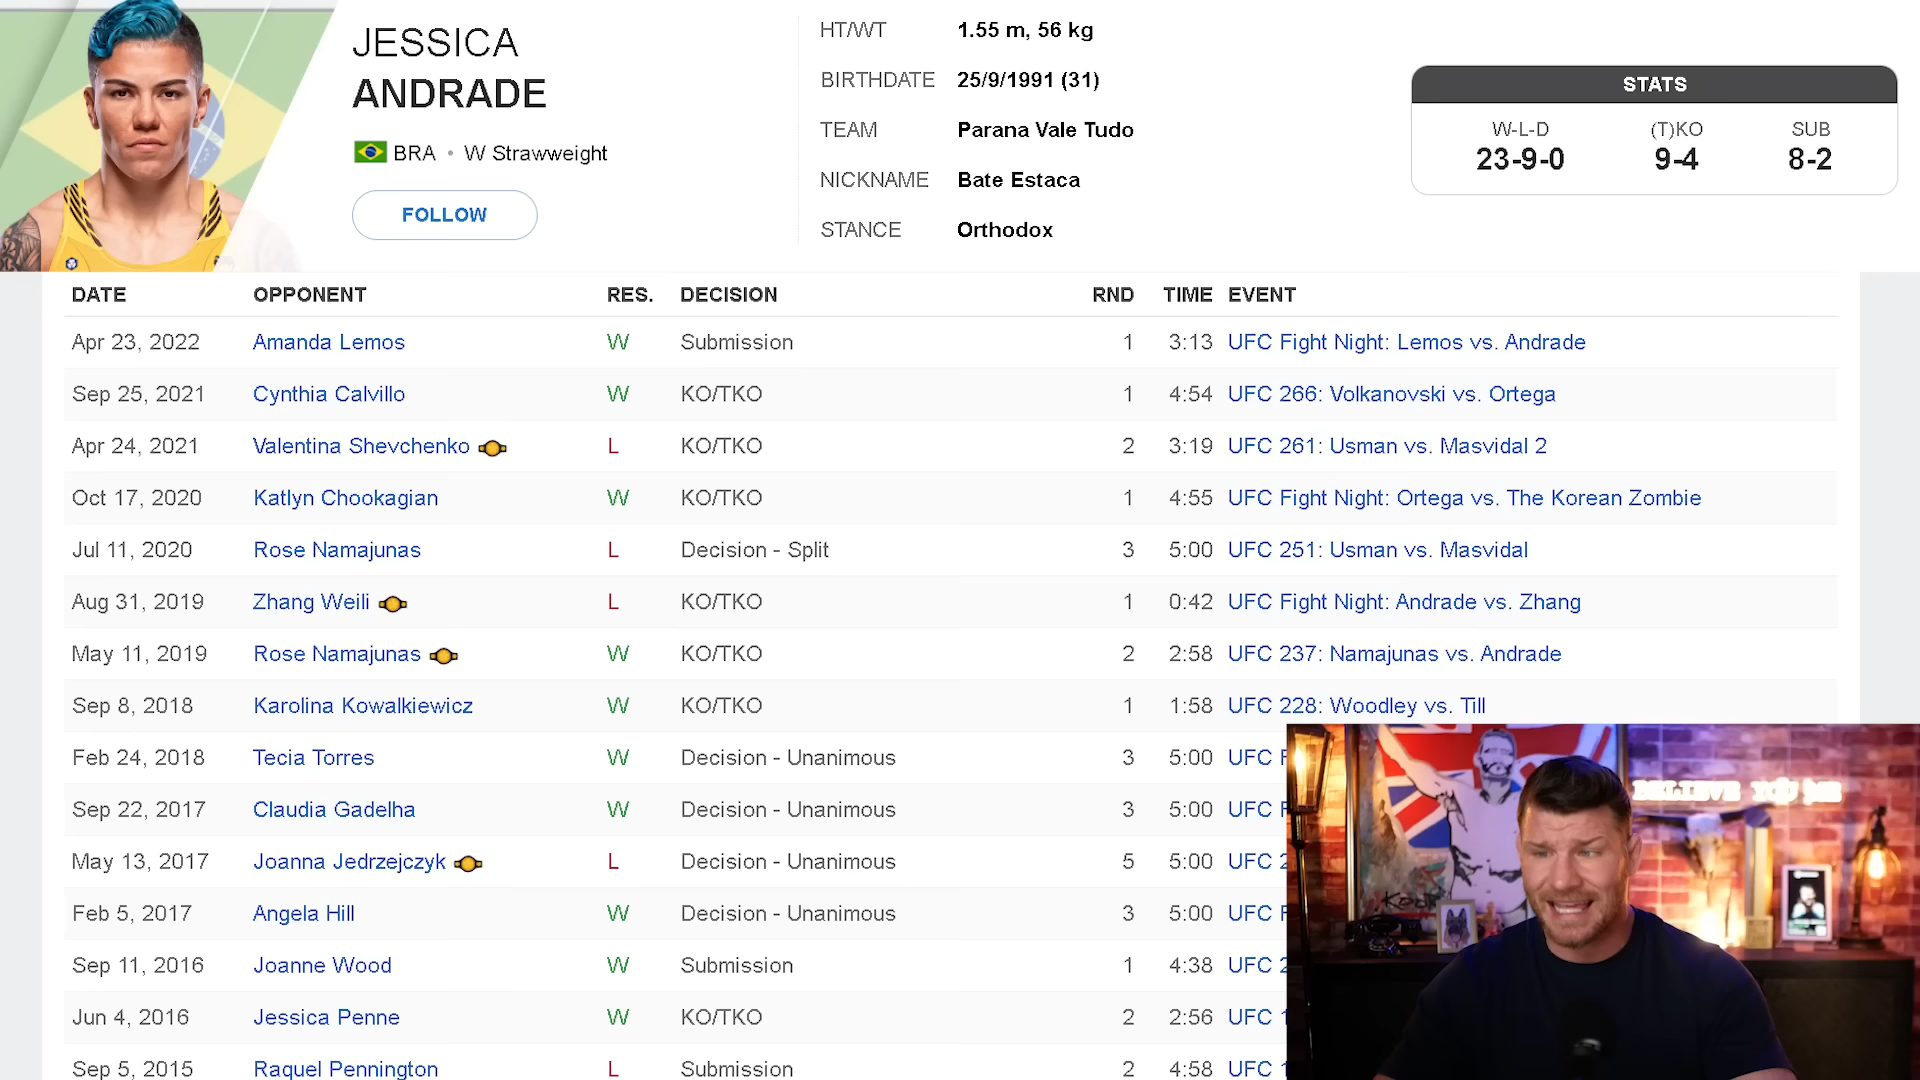 JESSICA
ANDRADE
BRA • W Strawweight
FOLLOW
HT/WT 1.55 m, 56 kg
BIRTHDATE 25/9/1991 (31)
TEAM Parana Vale Tudo
NICKNAME Bate Estaca
STANCE Orthodox
STATS
W-L-D (T)KO SUB
23-9-0 9-4 8-2
DATE OPPONENT RES. DECISION RND TIME EVENT
Apr 23, 2022 Amanda Lemos W Submission 1 3:13 UFC Fight Night: Lemos vs. Andrade
Sep 25, 2021 Cynthia Calvillo W KO/TKO 1 4:54 UFC 266: Volkanovski vs. Ortega
Apr 24, 2021 Valentina Shevchenko L KO/TKO 2 3:19 UFC 261: Usman vs. Masvidal 2
Oct 17, 2020 Katlyn Chookagian W KO/TKO 1 4:55 UFC Fight Night: Ortega vs. The Korean Zombie
Jul 11, 2020 Rose Namajunas L Decision - Split 3 5:00 UFC 251: Usman vs. Masvidal
Aug 31, 2019 Zhang Weili L KO/TKO 1 0:42 UFC Fight Night: Andrade vs. Zhang
May 11, 2019 Rose Namajunas W KO/TKO 2 2:58 UFC 237: Namajunas vs. Andrade
Sep 8, 2018 Karolina Kowalkiewicz W KO/TKO 1 1:58 UFC 228: Woodley vs. Till
Feb 24, 2018 Tecia Torres W Decision - Unanimous 3 5:00 UFC
Sep 22, 2017 Claudia Gadelha W Decision - Unanimous 3 5:00 UFC
May 13, 2017 Joanna Jedrzejczyk L Decision - Unanimous 5 5:00 UFC 2
Feb 5, 2017 Angela Hill W Decision - Unanimous 3 5:00 UFC
Sep 11, 2016 Joanne Wood W Submission 1 4:38 UFC 2
Jun 4, 2016 Jessica Penne W KO/TKO 2 2:56 UFC 1
Sep 5, 2015 Raquel Pennington L Submission 2 4:58 UFC 1
BELIEVE YOU ME